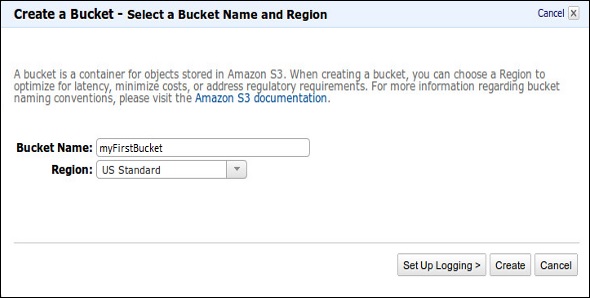 Create a Bucket - Select a Bucket Name and Region
Cancel X
A bucket is a container for objects stored in Amazon S3. When creating a bucket, you can choose a Region to
optimize for latency, minimize costs, or address regulatory requirements. For more information regarding bucket
naming conventions, please visit the Amazon S3 documentation.
Bucket Name: myFirstBucket
Region: US Standard
Set Up Logging > Create Cancel